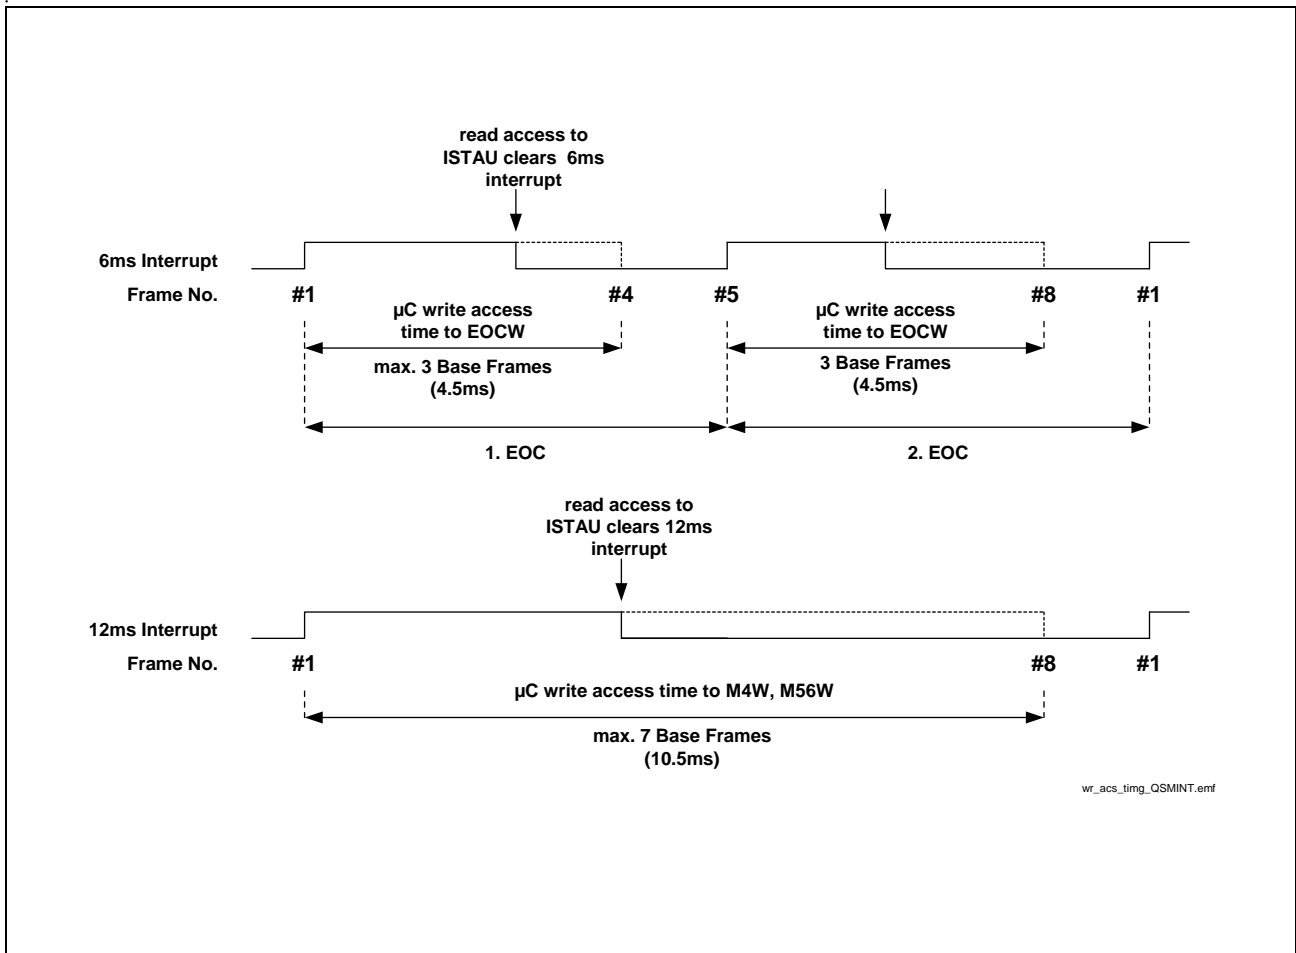 read access to
ISTAU clears 6ms
interrupt
6ms Interrupt
Frame No.
#1
#4
#5
#8
#1
µC write access
time to EOCW
µC write access
time to EOCW
max. 3 Base Frames
(4.5ms)
3 Base Frames
(4.5ms)
1. EOC
2. EOC
read access to
ISTAU clears 12ms
interrupt
12ms Interrupt
Frame No.
#1
#8
#1
µC write access time to M4W, M56W
max. 7 Base Frames
(10.5ms)
wr_acs_timg_QSMINT.emf